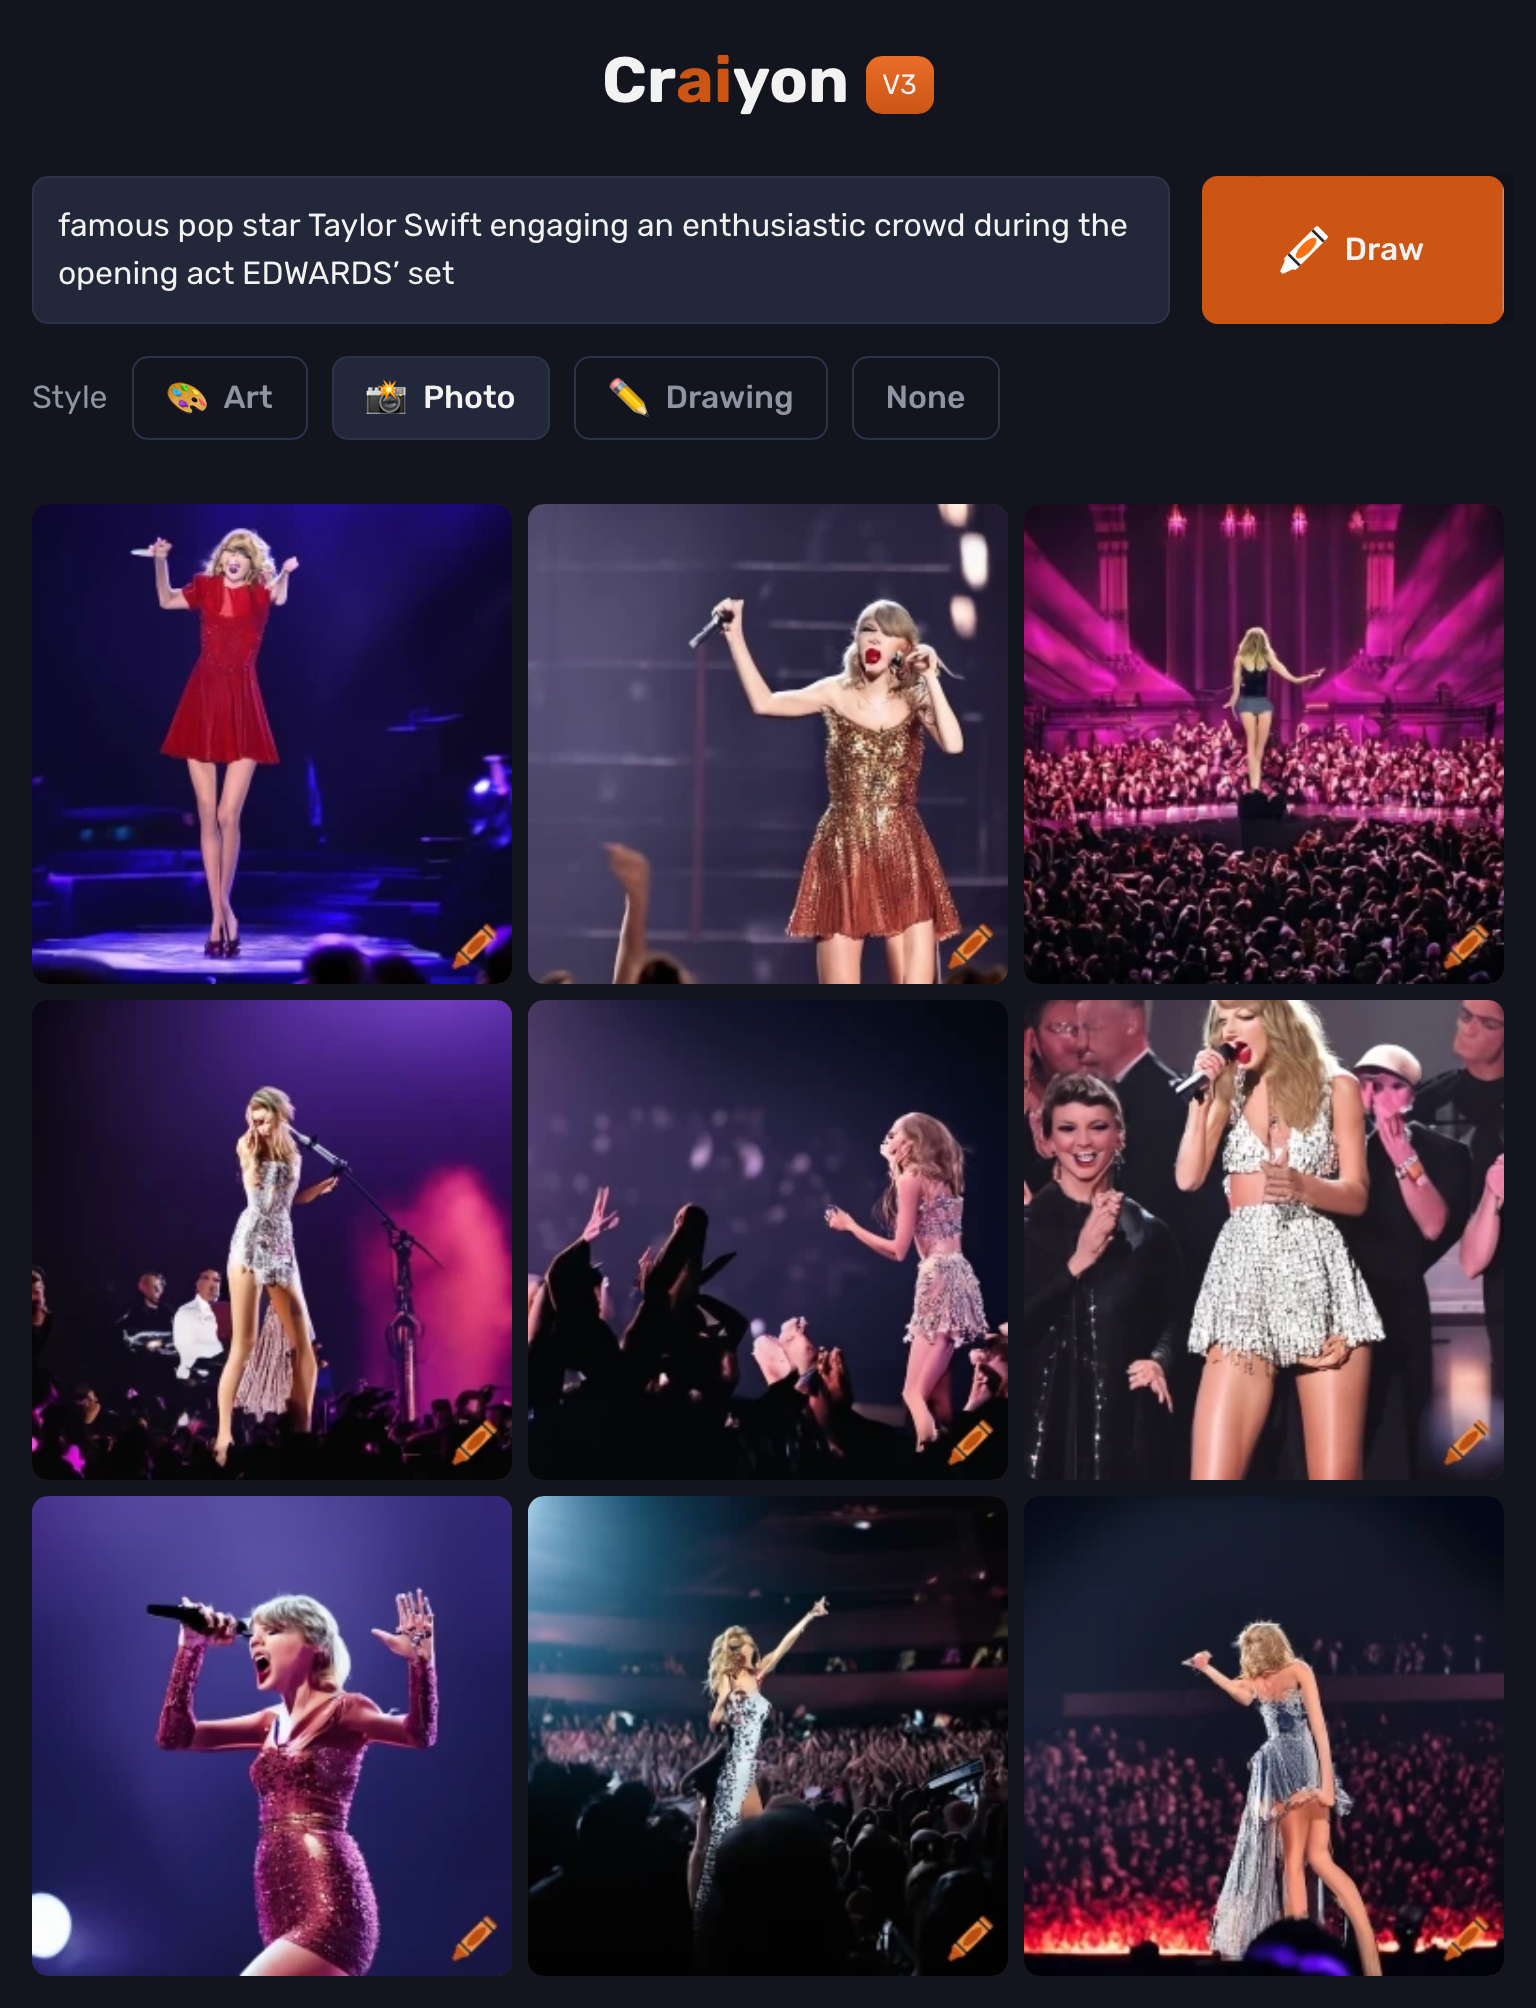 Craiyon V3
famous pop star Taylor Swift engaging an enthusiastic crowd during the
opening act EDWARDS’ set
Draw
Style Art Photo Drawing None